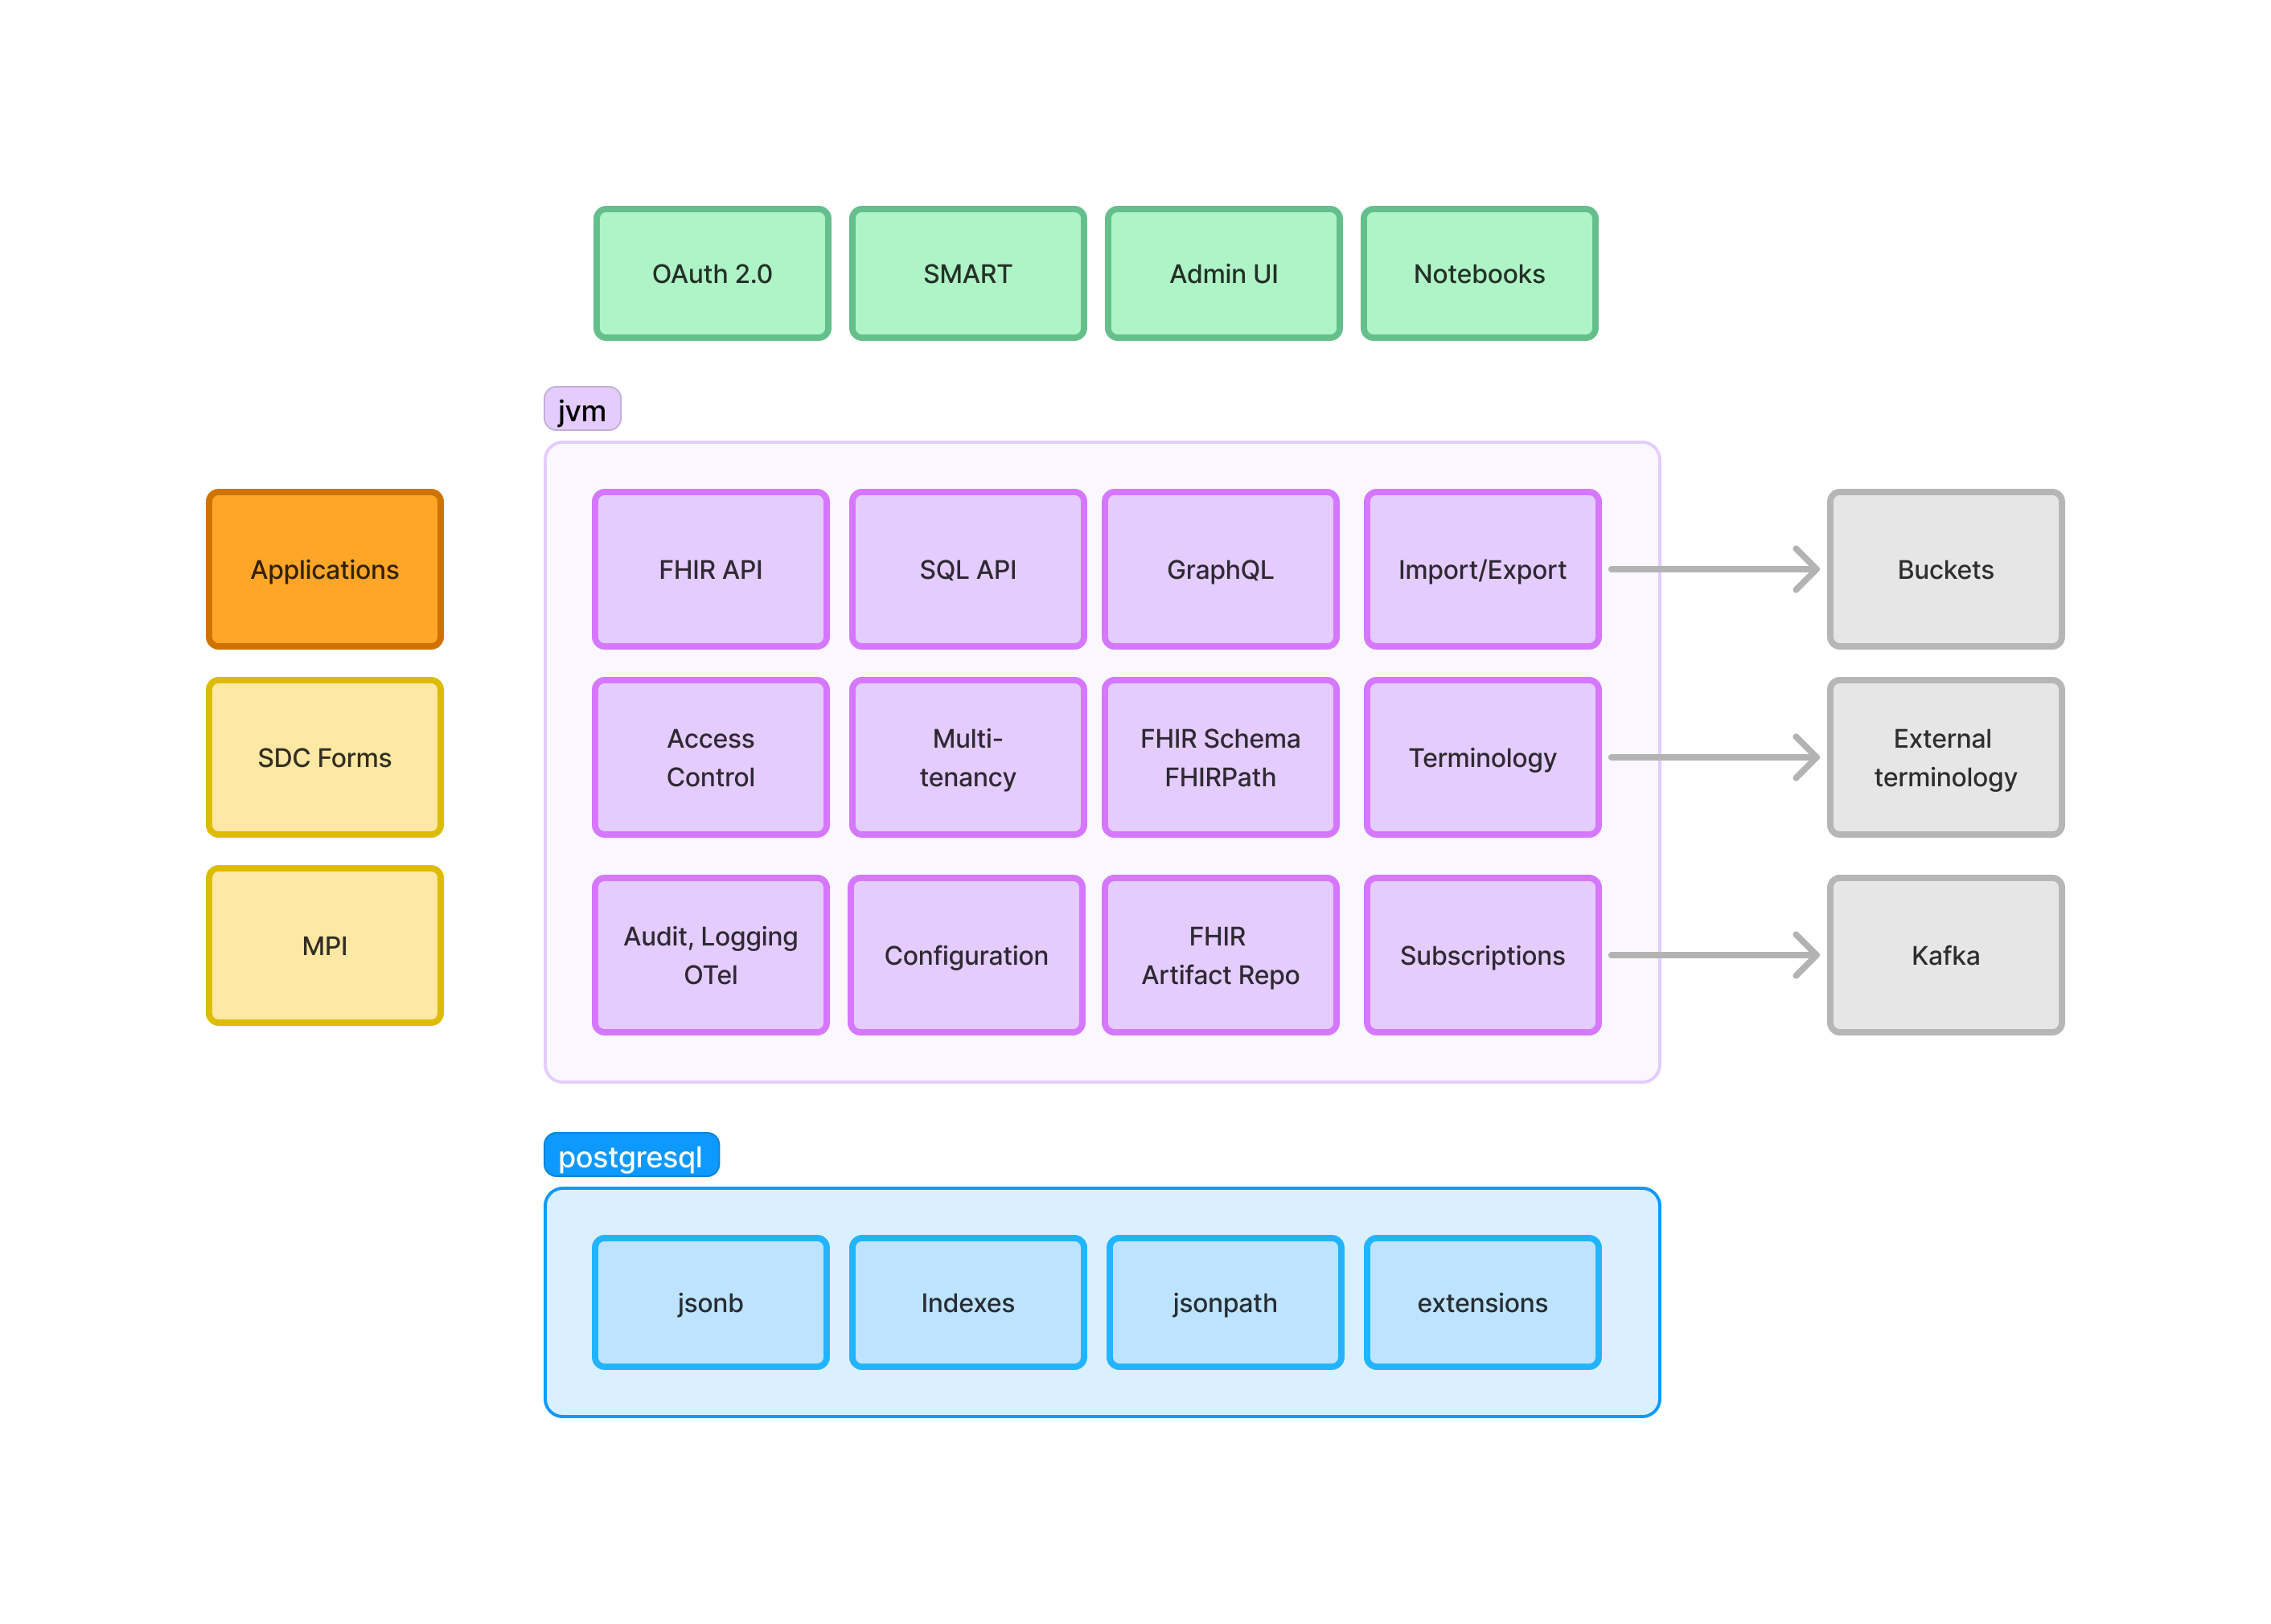 OAuth 2.0
SMART
Admin UI
Notebooks
jvm
Applications
FHIR API
SQL API
GraphQL
Import/Export
Buckets
SDC Forms
Access
Control
Multi-
tenancy
FHIR Schema
FHIRPath
Terminology
External
terminology
MPI
Audit, Logging
OTel
Configuration
FHIR
Artifact Repo
Subscriptions
Kafka
postgresql
jsonb
Indexes
jsonpath
extensions